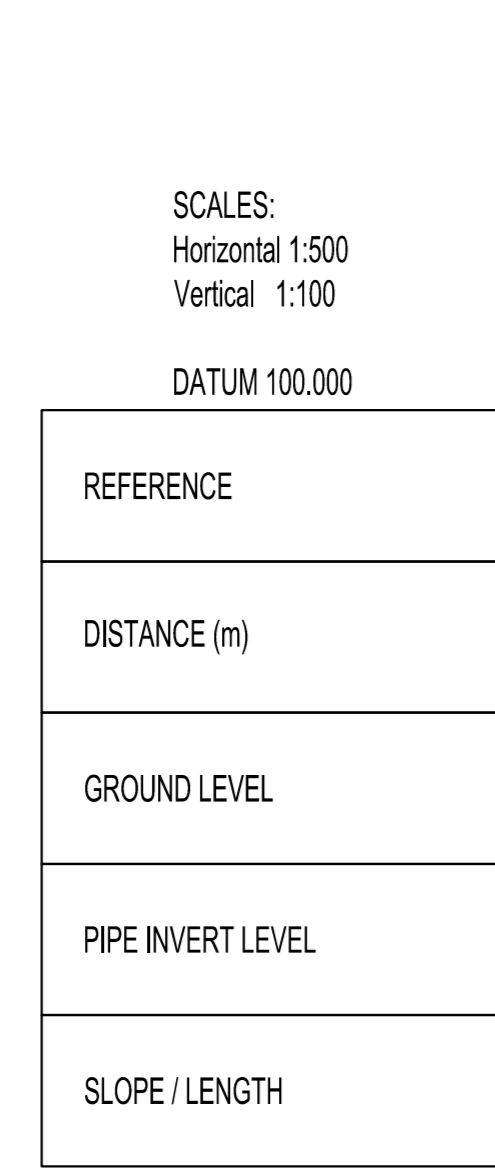 SCALES:
Horizontal 1:500
Vertical 1:100
DATUM 100.000
REFERENCE
DISTANCE (m)
GROUND LEVEL
PIPE INVERT LEVEL
SLOPE / LENGTH